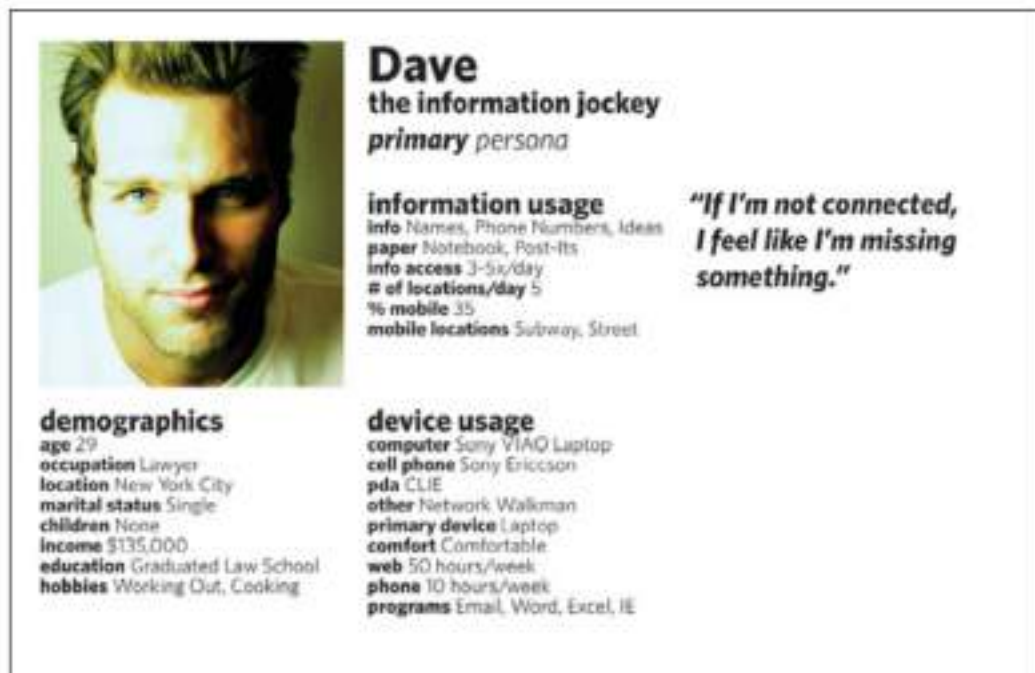 Dave
the information jockey
primary persona
information usage
info Names, Phone Numbers, Ideas
paper Notebook, Post-Its
info access 3-5x/day
# of locations/day 5
% mobile 35
mobile locations Subway, Street
"If I'm not connected,
I feel like I'm missing
something."
demographics
age 29
occupation Lawyer
location New York City
marital status Single
children None
income $135,000
education Graduated Law School
hobbies Working Out, Cooking
device usage
computer Sony VIAO Laptop
cell phone Sony Ericcson
pda CLIE
other Network Walkman
primary device Laptop
comfort Comfortable
web 50 hours/week
phone 10 hours/week
programs Email, Word, Excel, IE